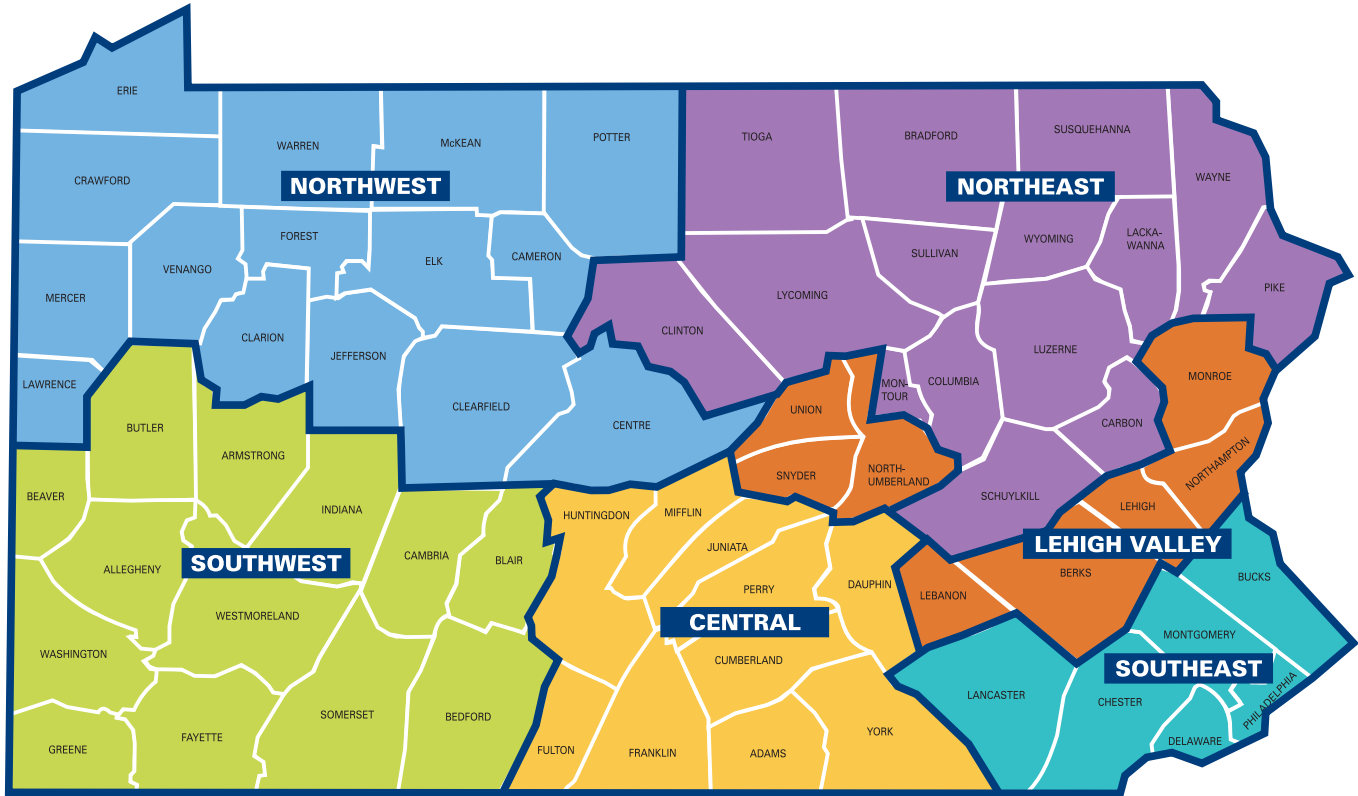 ERIE
CRAWFORD
WARREN
McKEAN
POTTER
NORTHWEST
FOREST
VENANGO
ELK
CAMERON
MERCER
CLARION
JEFFERSON
LAWRENCE
CLEARFIELD
CENTRE
TIOGA
BRADFORD
SUSQUEHANNA
WAYNE
NORTHEAST
SULLIVAN
WYOMING
LACKA-
WANNA
PIKE
LYCOMING
CLINTON
LUZERNE
COLUMBIA
MON-
TOUR
CARBON
SCHUYLKILL
UNION
SNYDER
NORTH-
UMBERLAND
MONROE
NORTHAMPTON
LEHIGH
LEHIGH VALLEY
BERKS
LEBANON
BUTLER
ARMSTRONG
BEAVER
INDIANA
ALLEGHENY
SOUTHWEST
CAMBRIA
BLAIR
WESTMORELAND
WASHINGTON
SOMERSET
BEDFORD
FAYETTE
GREENE
HUNTINGDON
MIFFLIN
JUNIATA
PERRY
DAUPHIN
CENTRAL
CUMBERLAND
FULTON
FRANKLIN
ADAMS
YORK
BUCKS
MONTGOMERY
SOUTHEAST
LANCASTER
CHESTER
PHILADELPHIA
DELAWARE